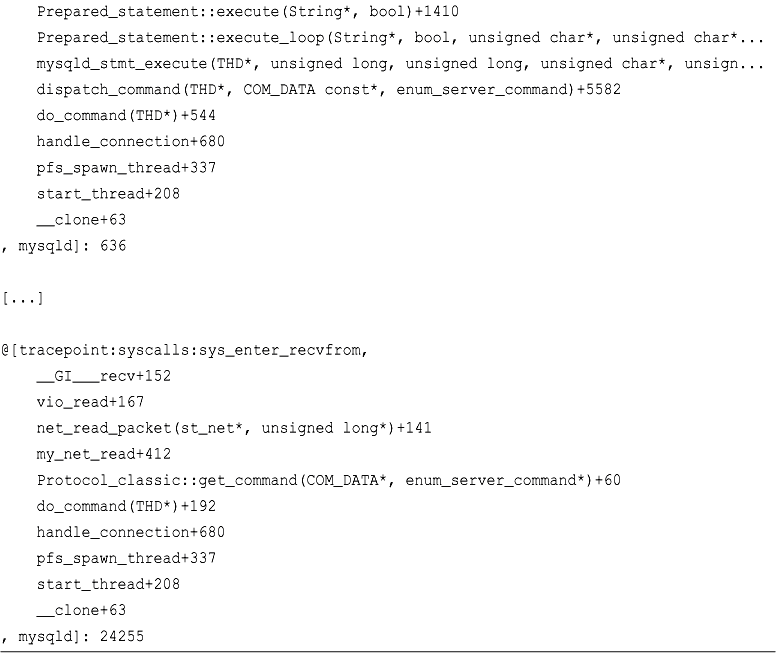 Prepared_statement::execute(String*, bool)+1410
Prepared_statement::execute_loop(String*, bool, unsigned char*, unsigned char*...
mysqld_stmt_execute(THD*, unsigned long, unsigned long, unsigned char*, unsign...
dispatch_command(THD*, COM_DATA const*, enum_server_command)+5582
do_command(THD*)+544
handle_connection+680
pfs_spawn_thread+337
start_thread+208
__clone+63
, mysqld]: 636
[...]
@[tracepoint:syscalls:sys_enter_recvfrom,
__GI___recv+152
vio_read+167
net_read_packet(st_net*, unsigned long*)+141
my_net_read+412
Protocol_classic::get_command(COM_DATA*, enum_server_command*)+60
do_command(THD*)+192
handle_connection+680
pfs_spawn_thread+337
start_thread+208
__clone+63
, mysqld]: 24255